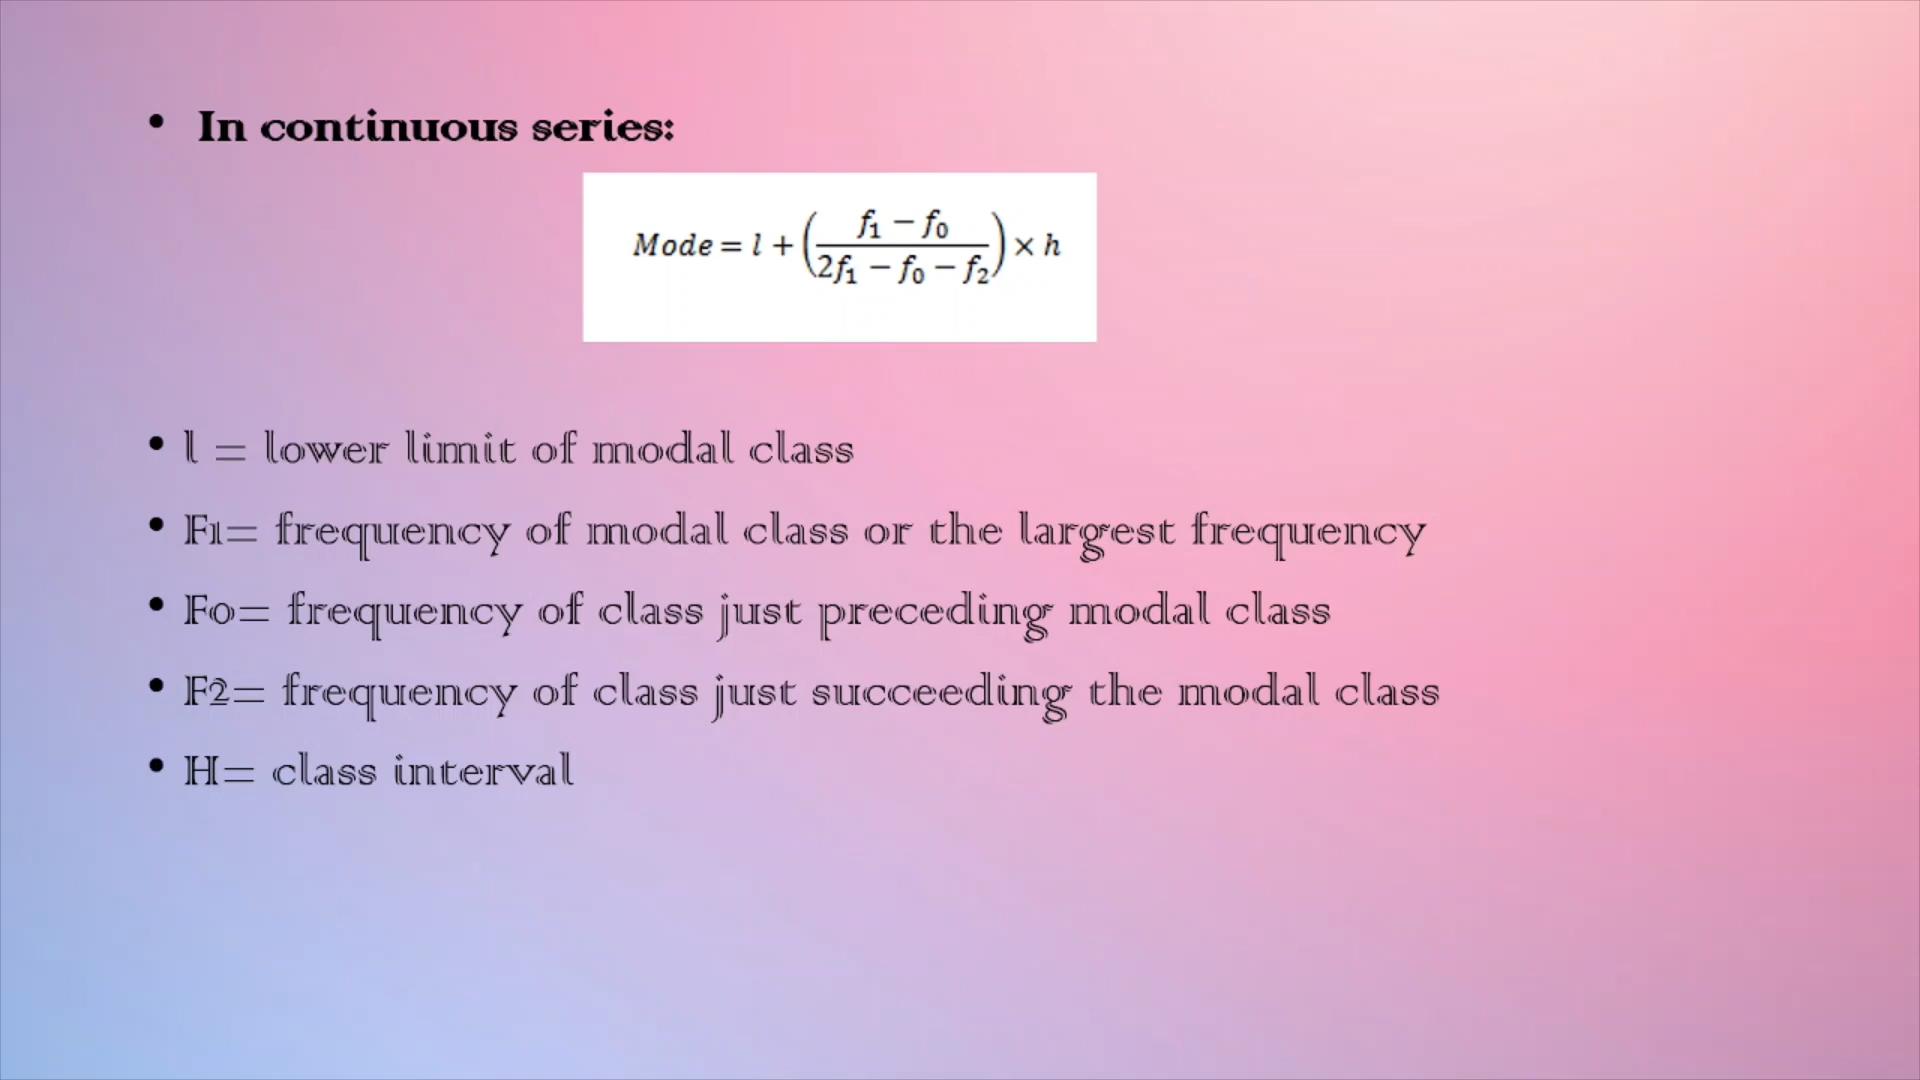 • In continuous series:
Mode = l + (f₁ − f₀ / 2f₁ − f₀ − f₂) × h
• l = lower limit of modal class
• F1= frequency of modal class or the largest frequency
• F0= frequency of class just preceding modal class
• F2= frequency of class just succeeding the modal class
• H= class interval